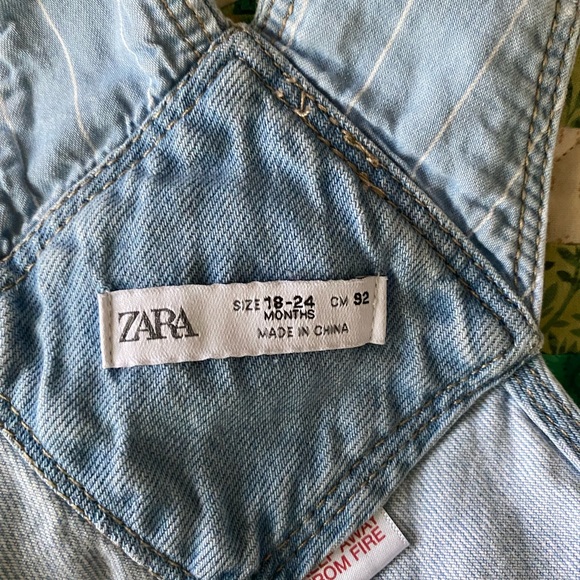 ZARA
SIZE 18-24 CM 92
MONTHS
MADE IN CHINA
AWAY
FROM FIRE